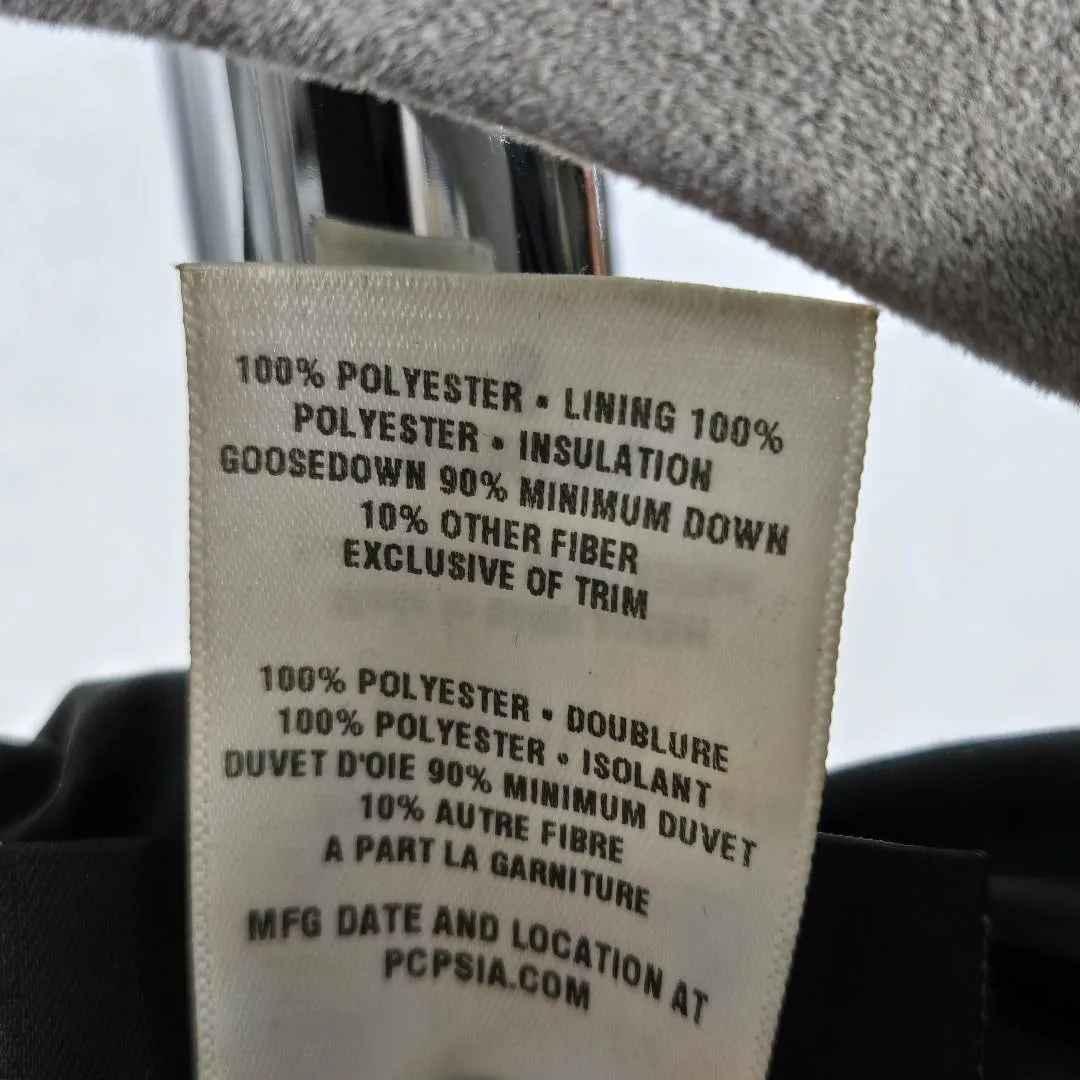 100% POLYESTER • LINING 100%
POLYESTER • INSULATION
GOOSEDOWN 90% MINIMUM DOWN
10% OTHER FIBER
EXCLUSIVE OF TRIM
100% POLYESTER • DOUBLURE
100% POLYESTER • ISOLANT
DUVET D'OIE 90% MINIMUM DUVET
10% AUTRE FIBRE
A PART LA GARNITURE
MFG DATE AND LOCATION AT
PCPSIA.COM